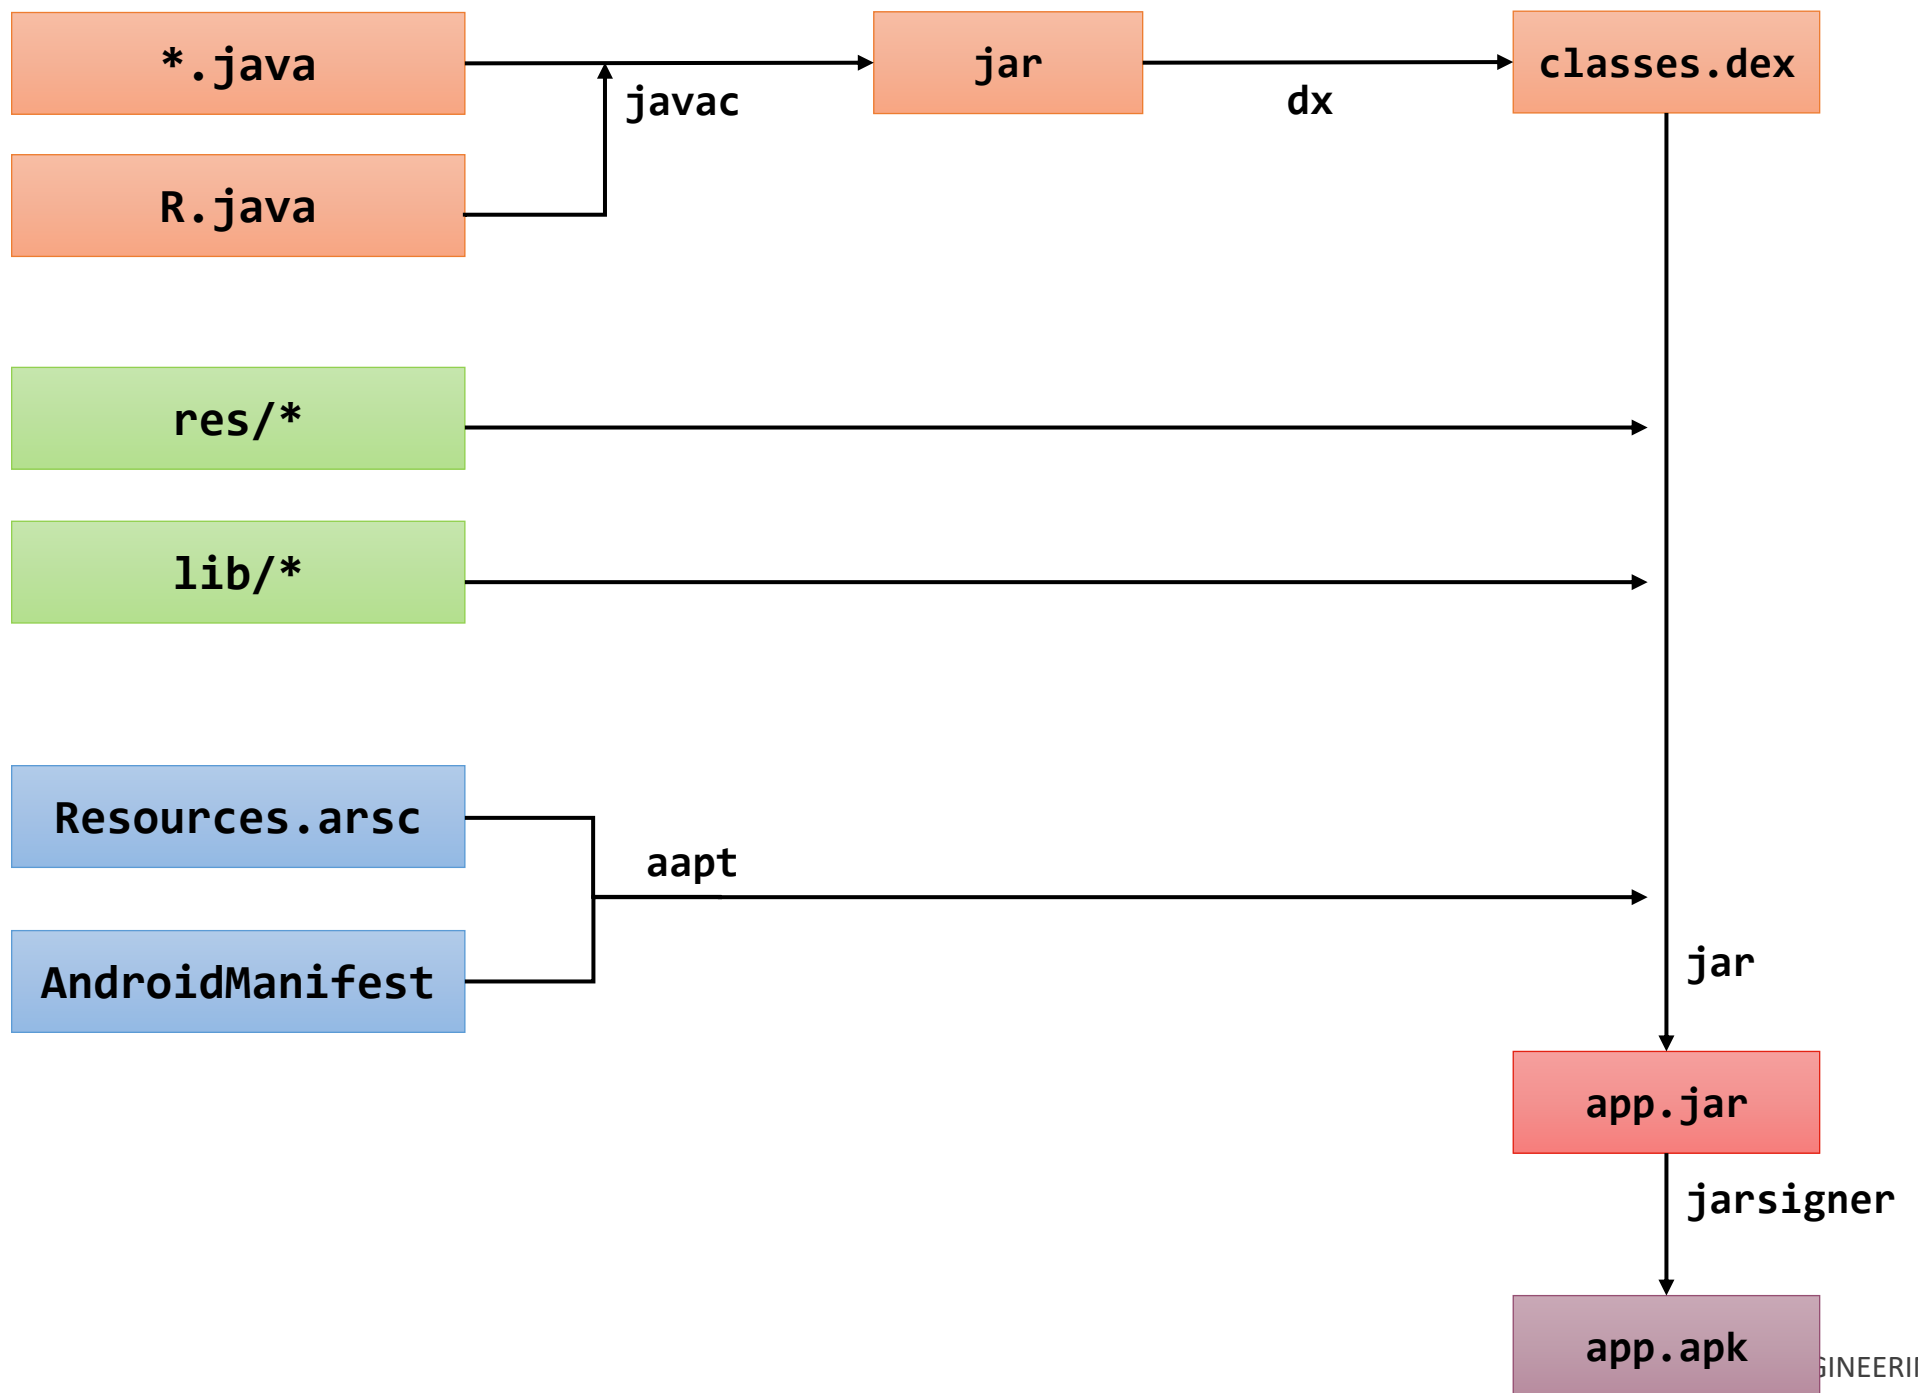 *.java
jar
classes.dex
javac
dx
R.java
res/*
lib/*
Resources.arsc
aapt
AndroidManifest
jar
app.jar
jarsigner
app.apk